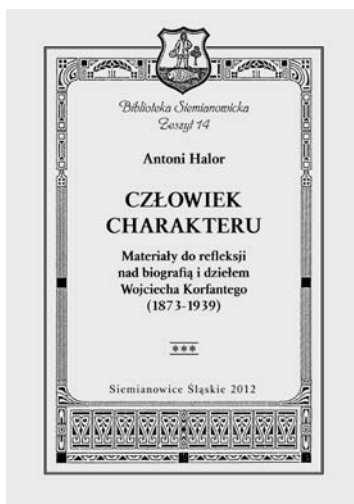 Biblioteka Siemianowicka
Zeszyt 14
Antoni Halor
CZŁOWIEK
CHARAKTERU
Materiały do refleksji
nad biografią i dziełem
Wojciecha Korfantego
(1873-1939)
***
Siemianowice Śląskie 2012